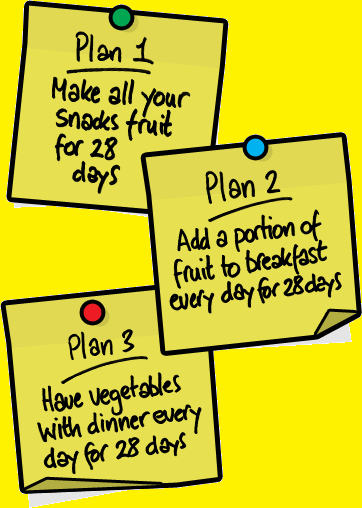 Plan 1
Make all your
Snacks fruit
for 28
days
Plan 2
Add a portion of
fruit to breakfast
every day for 28 days
Plan 3
Have vegetables
with dinner every
day for 28 days